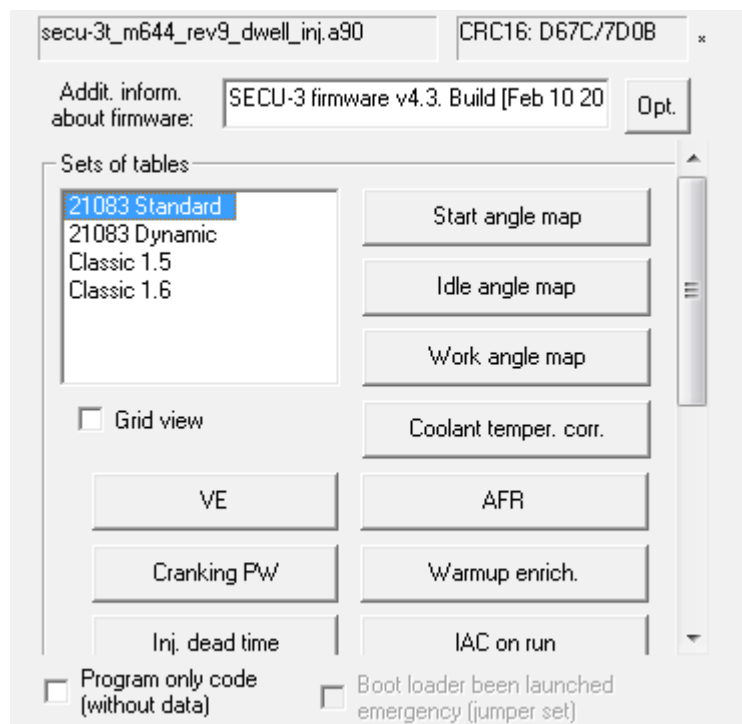 secu-3t_m644_rev9_dwell_inj.a90
CRC16: D67C/7D0B
*
Addit. inform.
about firmware:
SECU-3 firmware v4.3. Build [Feb 10 20
Opt.
Sets of tables
21083 Standard
21083 Dynamic
Classic 1.5
Classic 1.6
Start angle map
Idle angle map
Work angle map
Grid view
Coolant temper. corr.
VE
AFR
Cranking PW
Warmup enrich.
Inj. dead time
IAC on run
Program only code
(without data)
Boot loader been launched
emergency (jumper set)